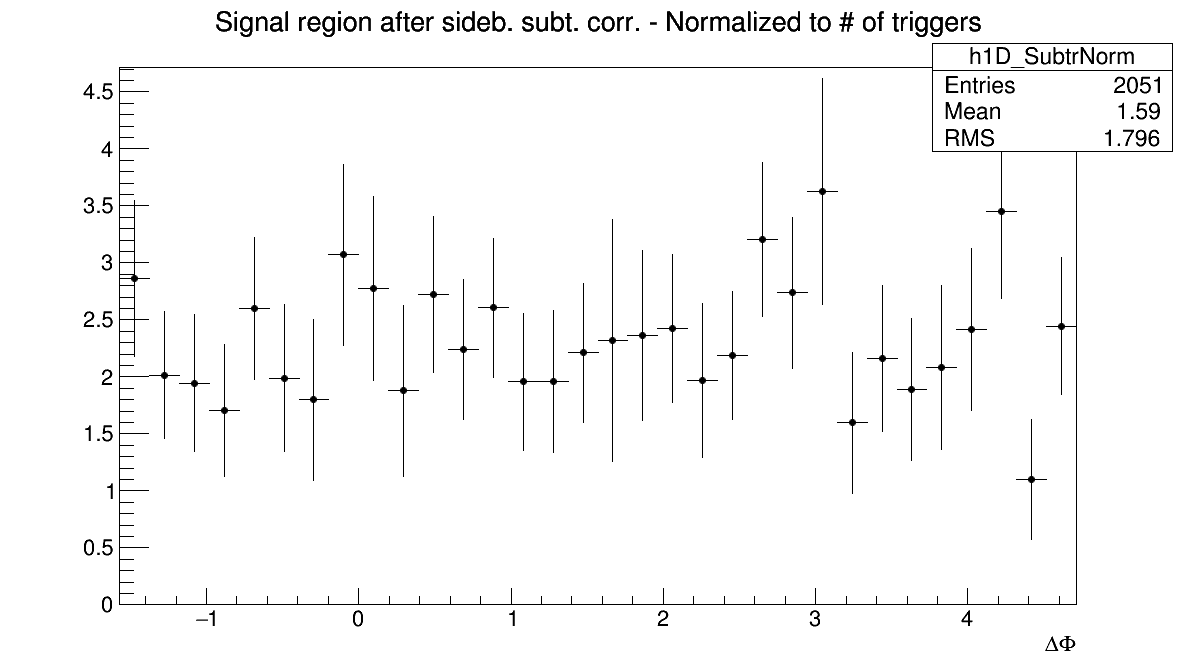 Signal region after sideb. subt. corr. - Normalized to # of triggers
h1D_SubtrNorm
Entries 2051
Mean 1.59
RMS 1.796
4.5
4
3.5
3
2.5
2
1.5
1
0.5
0
−1 0 1 2 3 4
ΔΦ